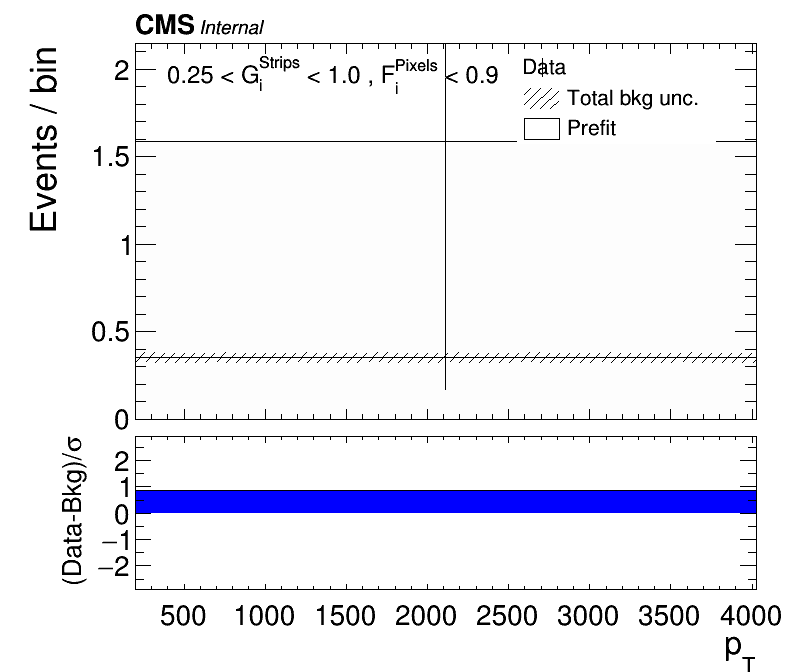 CMS Internal
0.25 < G_i^Strips < 1.0 , F_i^Pixels < 0.9
Data
Total bkg unc.
Prefit
Events / bin
2
1.5
1
0.5
0
(Data-Bkg)/σ
2
1
0
−1
−2
500 1000 1500 2000 2500 3000 3500 4000
p_T